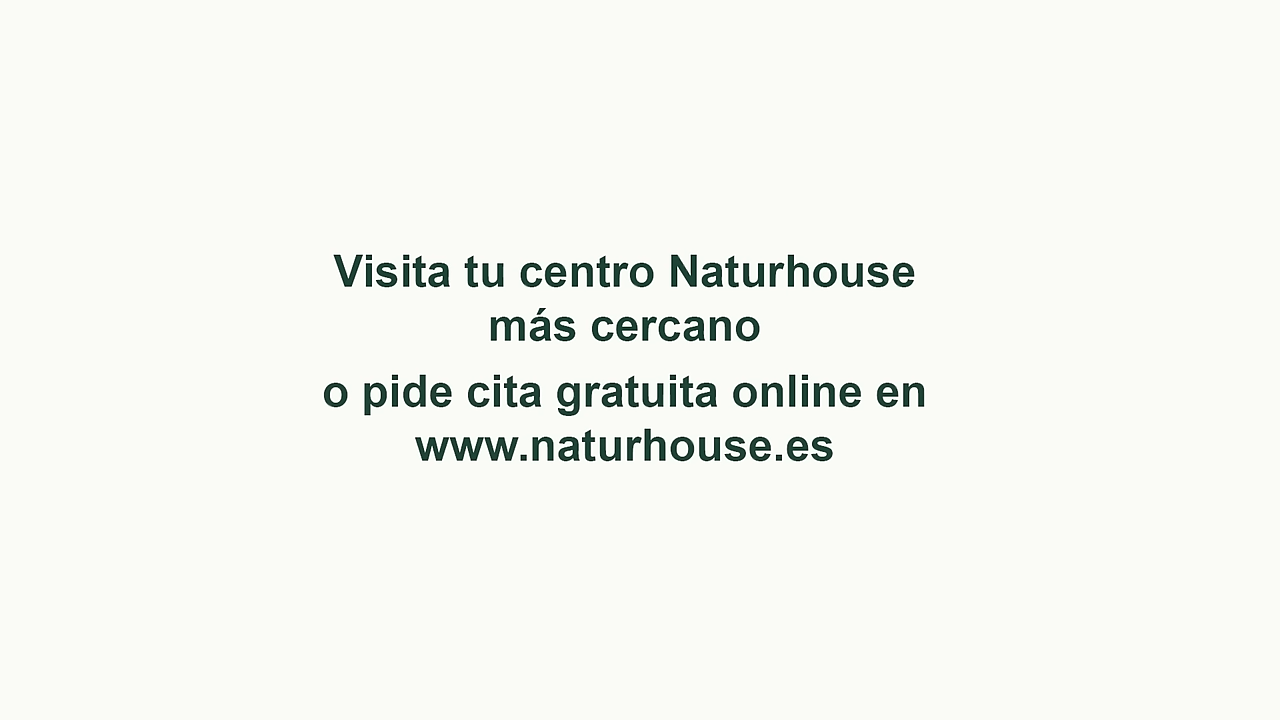 Visita tu centro Naturhouse
más cercano
o pide cita gratuita online en
www.naturhouse.es